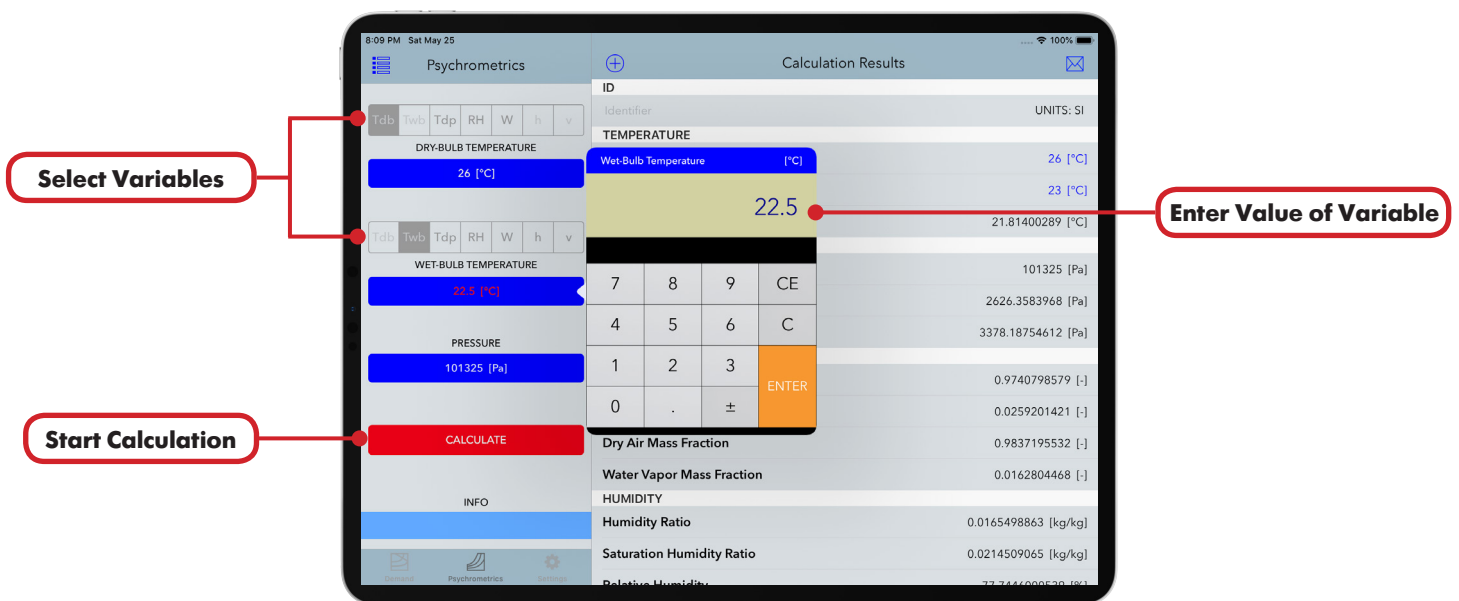 8:09 PM Sat May 25
100%
Psychrometrics
Calculation Results
ID
Identifier
UNITS: SI
Tdb Twb Tdp RH W h v
TEMPERATURE
DRY-BULB TEMPERATURE
26 [°C]
Wet-Bulb Temperature [°C]
22.5
26 [°C]
23 [°C]
21.81400289 [°C]
Select Variables
Enter Value of Variable
Tdb Twb Tdp RH W h v
WET-BULB TEMPERATURE
22.5 [°C]
7 8 9 CE
4 5 6 C
1 2 3 ENTER
0 . ±
101325 [Pa]
2626.3583968 [Pa]
3378.18754612 [Pa]
PRESSURE
101325 [Pa]
0.9740798579 [-]
0.0259201421 [-]
Start Calculation
CALCULATE
Dry Air Mass Fraction 0.9837195532 [-]
Water Vapor Mass Fraction 0.0162804468 [-]
INFO
HUMIDITY
Humidity Ratio 0.0165498863 [kg/kg]
Saturation Humidity Ratio 0.0214509065 [kg/kg]
Relative Humidity
Demand Psychrometrics Settings